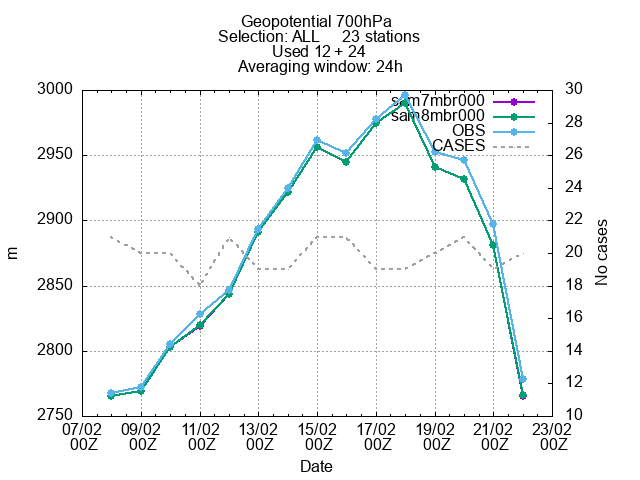 Geopotential 700hPa
Selection: ALL 23 stations
Used 12 + 24
Averaging window: 24h
3000
2950
2900
2850
2800
2750
m
30
28
26
24
22
20
18
16
14
12
10
No cases
sam7mbr000
sam8mbr000
OBS
CASES
07/02 09/02 11/02 13/02 15/02 17/02 19/02 21/02 23/02
00Z 00Z 00Z 00Z 00Z 00Z 00Z 00Z 00Z
Date